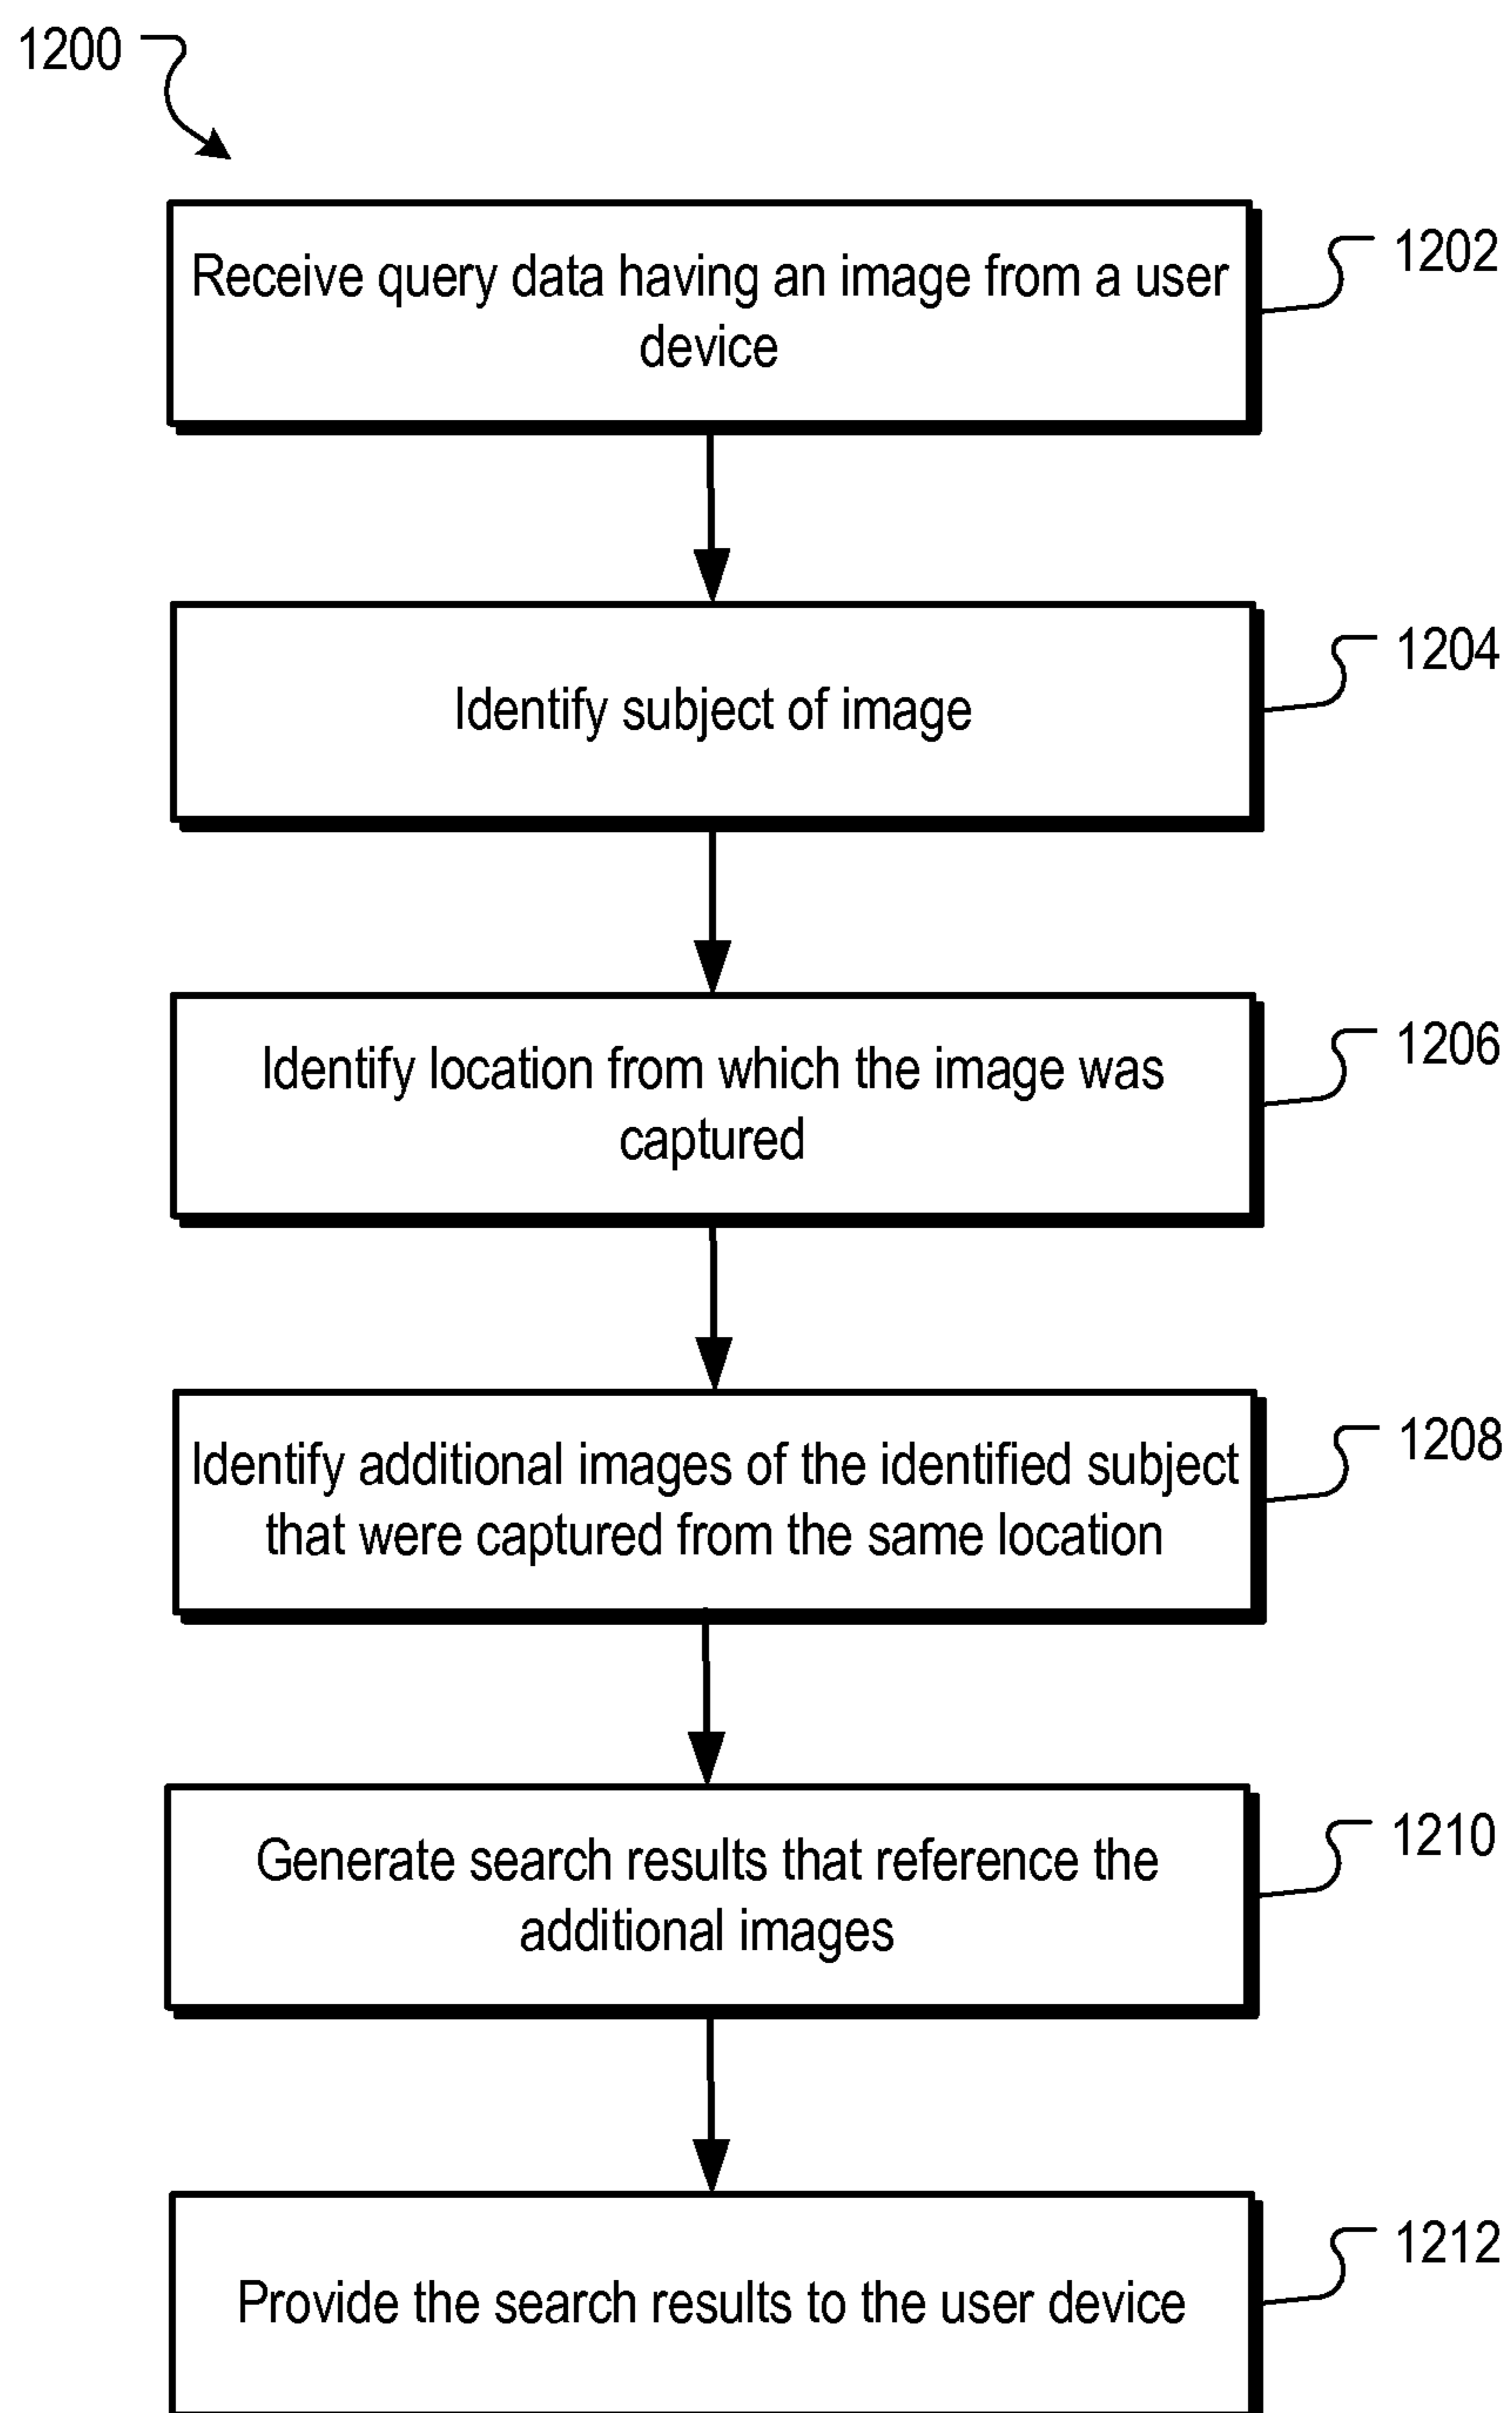 1200
Receive query data having an image from a user
device
1202
Identify subject of image
1204
Identify location from which the image was
captured
1206
Identify additional images of the identified subject
that were captured from the same location
1208
Generate search results that reference the
additional images
1210
Provide the search results to the user device
1212